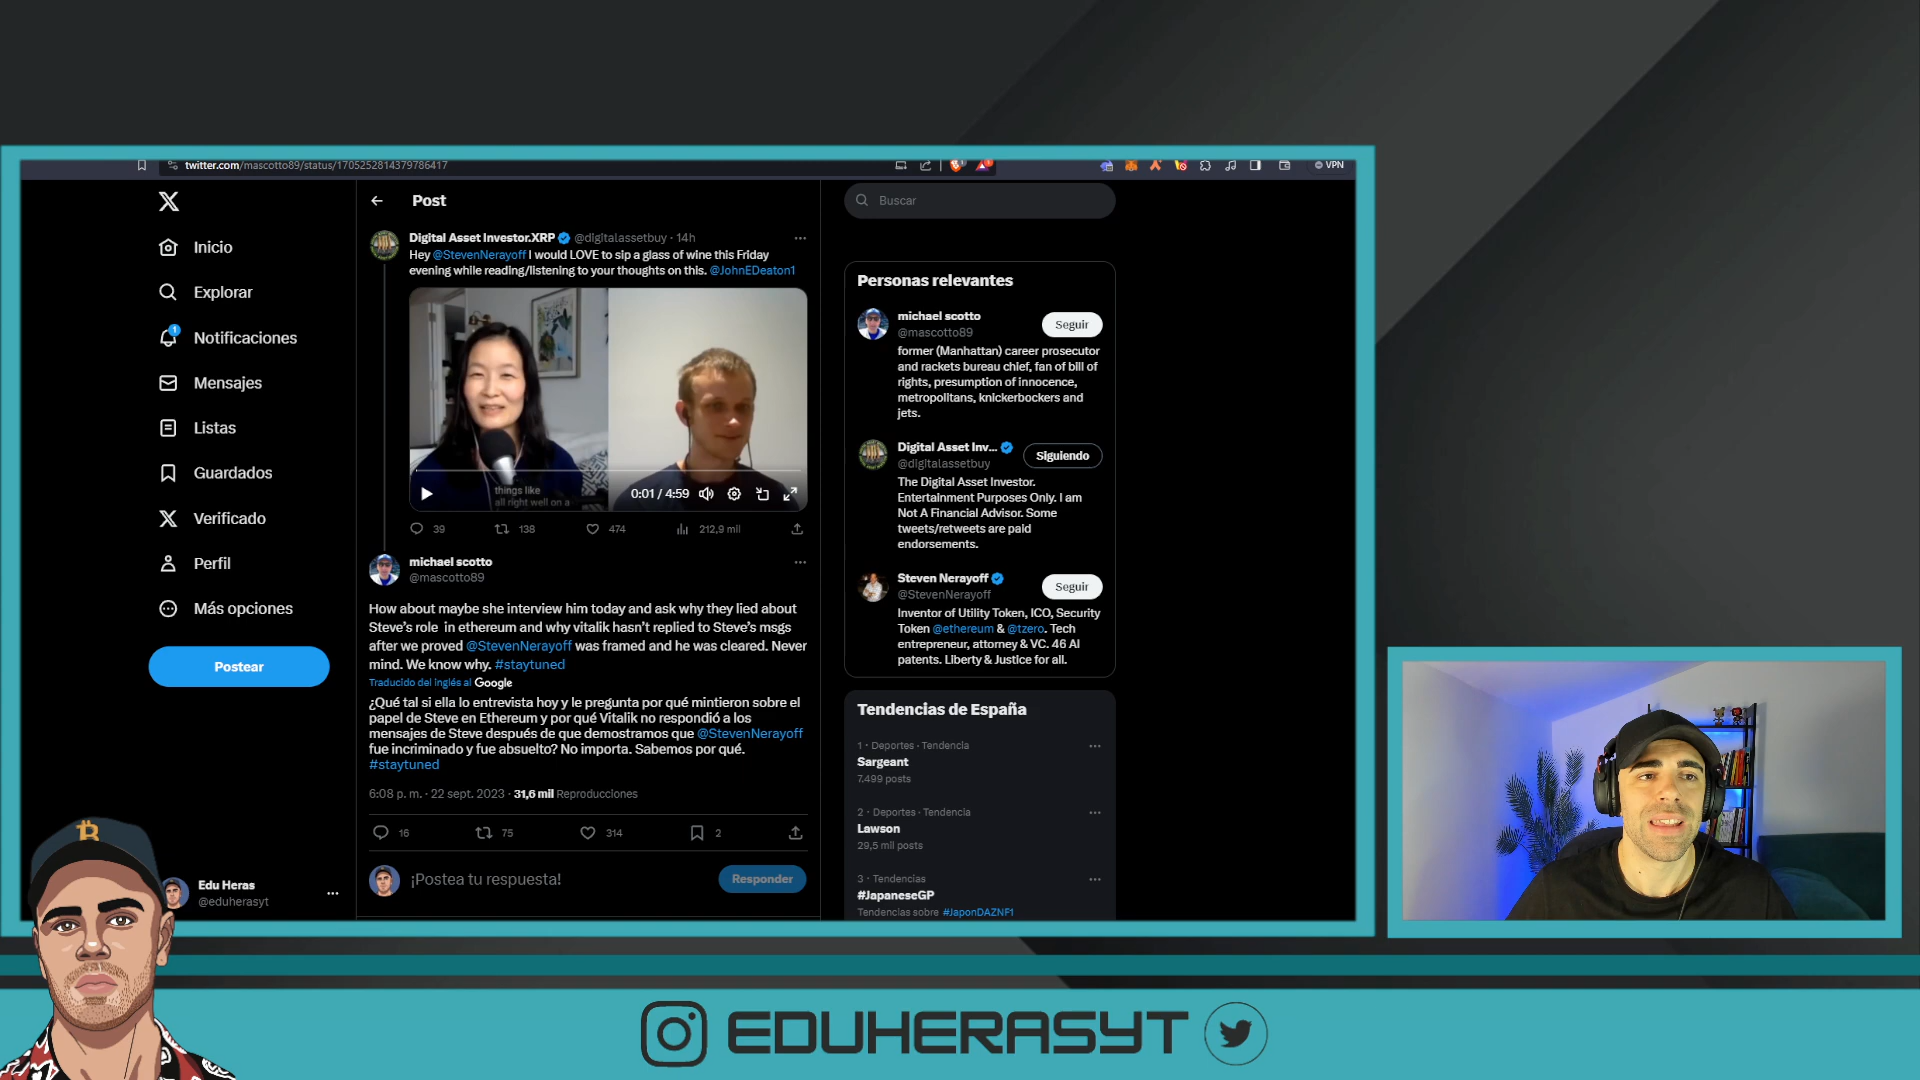 twitter.com/mascotto89/status/1705252814379786417
VPN
Inicio
Explorar
1
Notificaciones
Mensajes
Listas
Guardados
Verificado
Perfil
Más opciones
Postear
Edu Heras
@eduherasyt
Post
Digital Asset Investor.XRP @digitalassetbuy · 14h
Hey @StevenNerayoff I would LOVE to sip a glass of wine this Friday
evening while reading/listening to your thoughts on this. @JohnEDeaton1
things like
all right well on a
0:01 / 4:59
39 138 474 212,9 mil
michael scotto
@mascotto89
How about maybe she interview him today and ask why they lied about
Steve's role in ethereum and why vitalik hasn't replied to Steve's msgs
after we proved @StevenNerayoff was framed and he was cleared. Never
mind. We know why. #staytuned
Traducido del inglés al Google
¿Qué tal si ella lo entrevista hoy y le pregunta por qué mintieron sobre el
papel de Steve en Ethereum y por qué Vitalik no respondió a los
mensajes de Steve después de que demostramos que @StevenNerayoff
fue incriminado y fue absuelto? No importa. Sabemos por qué.
#staytuned
6:08 p. m. · 22 sept. 2023 · 31,6 mil Reproducciones
16 75 314 2
¡Postea tu respuesta!
Responder
Buscar
Personas relevantes
michael scotto
@mascotto89
Seguir
former (Manhattan) career prosecutor
and rackets bureau chief, fan of bill of
rights, presumption of innocence,
metropolitans, knickerbockers and
jets.
Digital Asset Inv...
@digitalassetbuy
Siguiendo
The Digital Asset Investor.
Entertainment Purposes Only. I am
Not A Financial Advisor. Some
tweets/retweets are paid
endorsements.
Steven Nerayoff
@StevenNerayoff
Seguir
Inventor of Utility Token, ICO, Security
Token @ethereum & @tzero. Tech
entrepreneur, attorney & VC. 46 AI
patents. Liberty & Justice for all.
Tendencias de España
1 · Deportes · Tendencia
Sargeant
7.499 posts
2 · Deportes · Tendencia
Lawson
29,5 mil posts
3 · Tendencias
#JapaneseGP
Tendencias sobre #JaponDAZNF1
EDUHERASYT